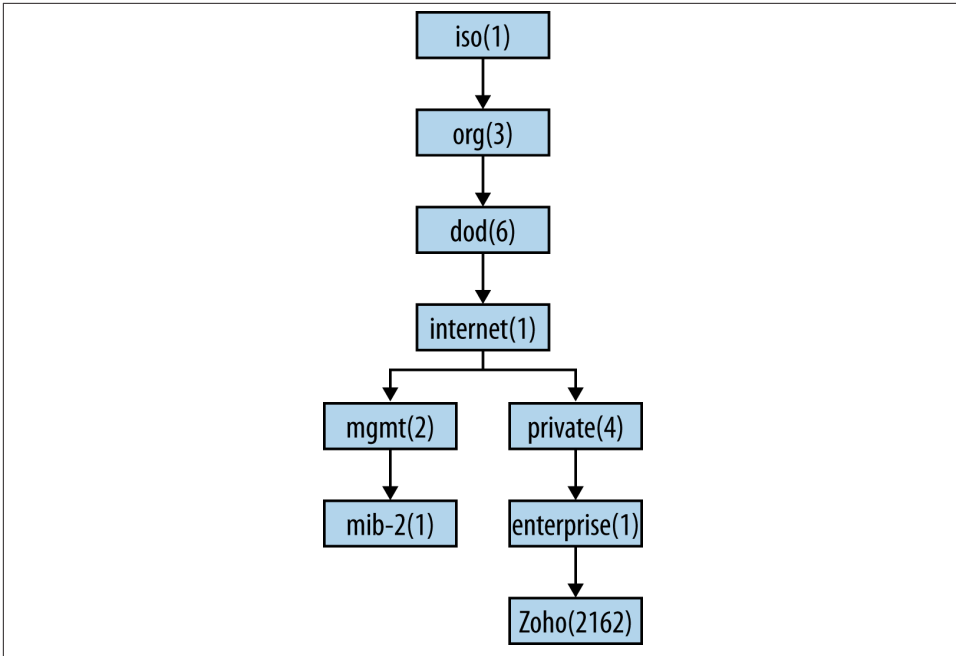 iso(1)
org(3)
dod(6)
internet(1)
mgmt(2)
private(4)
mib-2(1)
enterprise(1)
Zoho(2162)